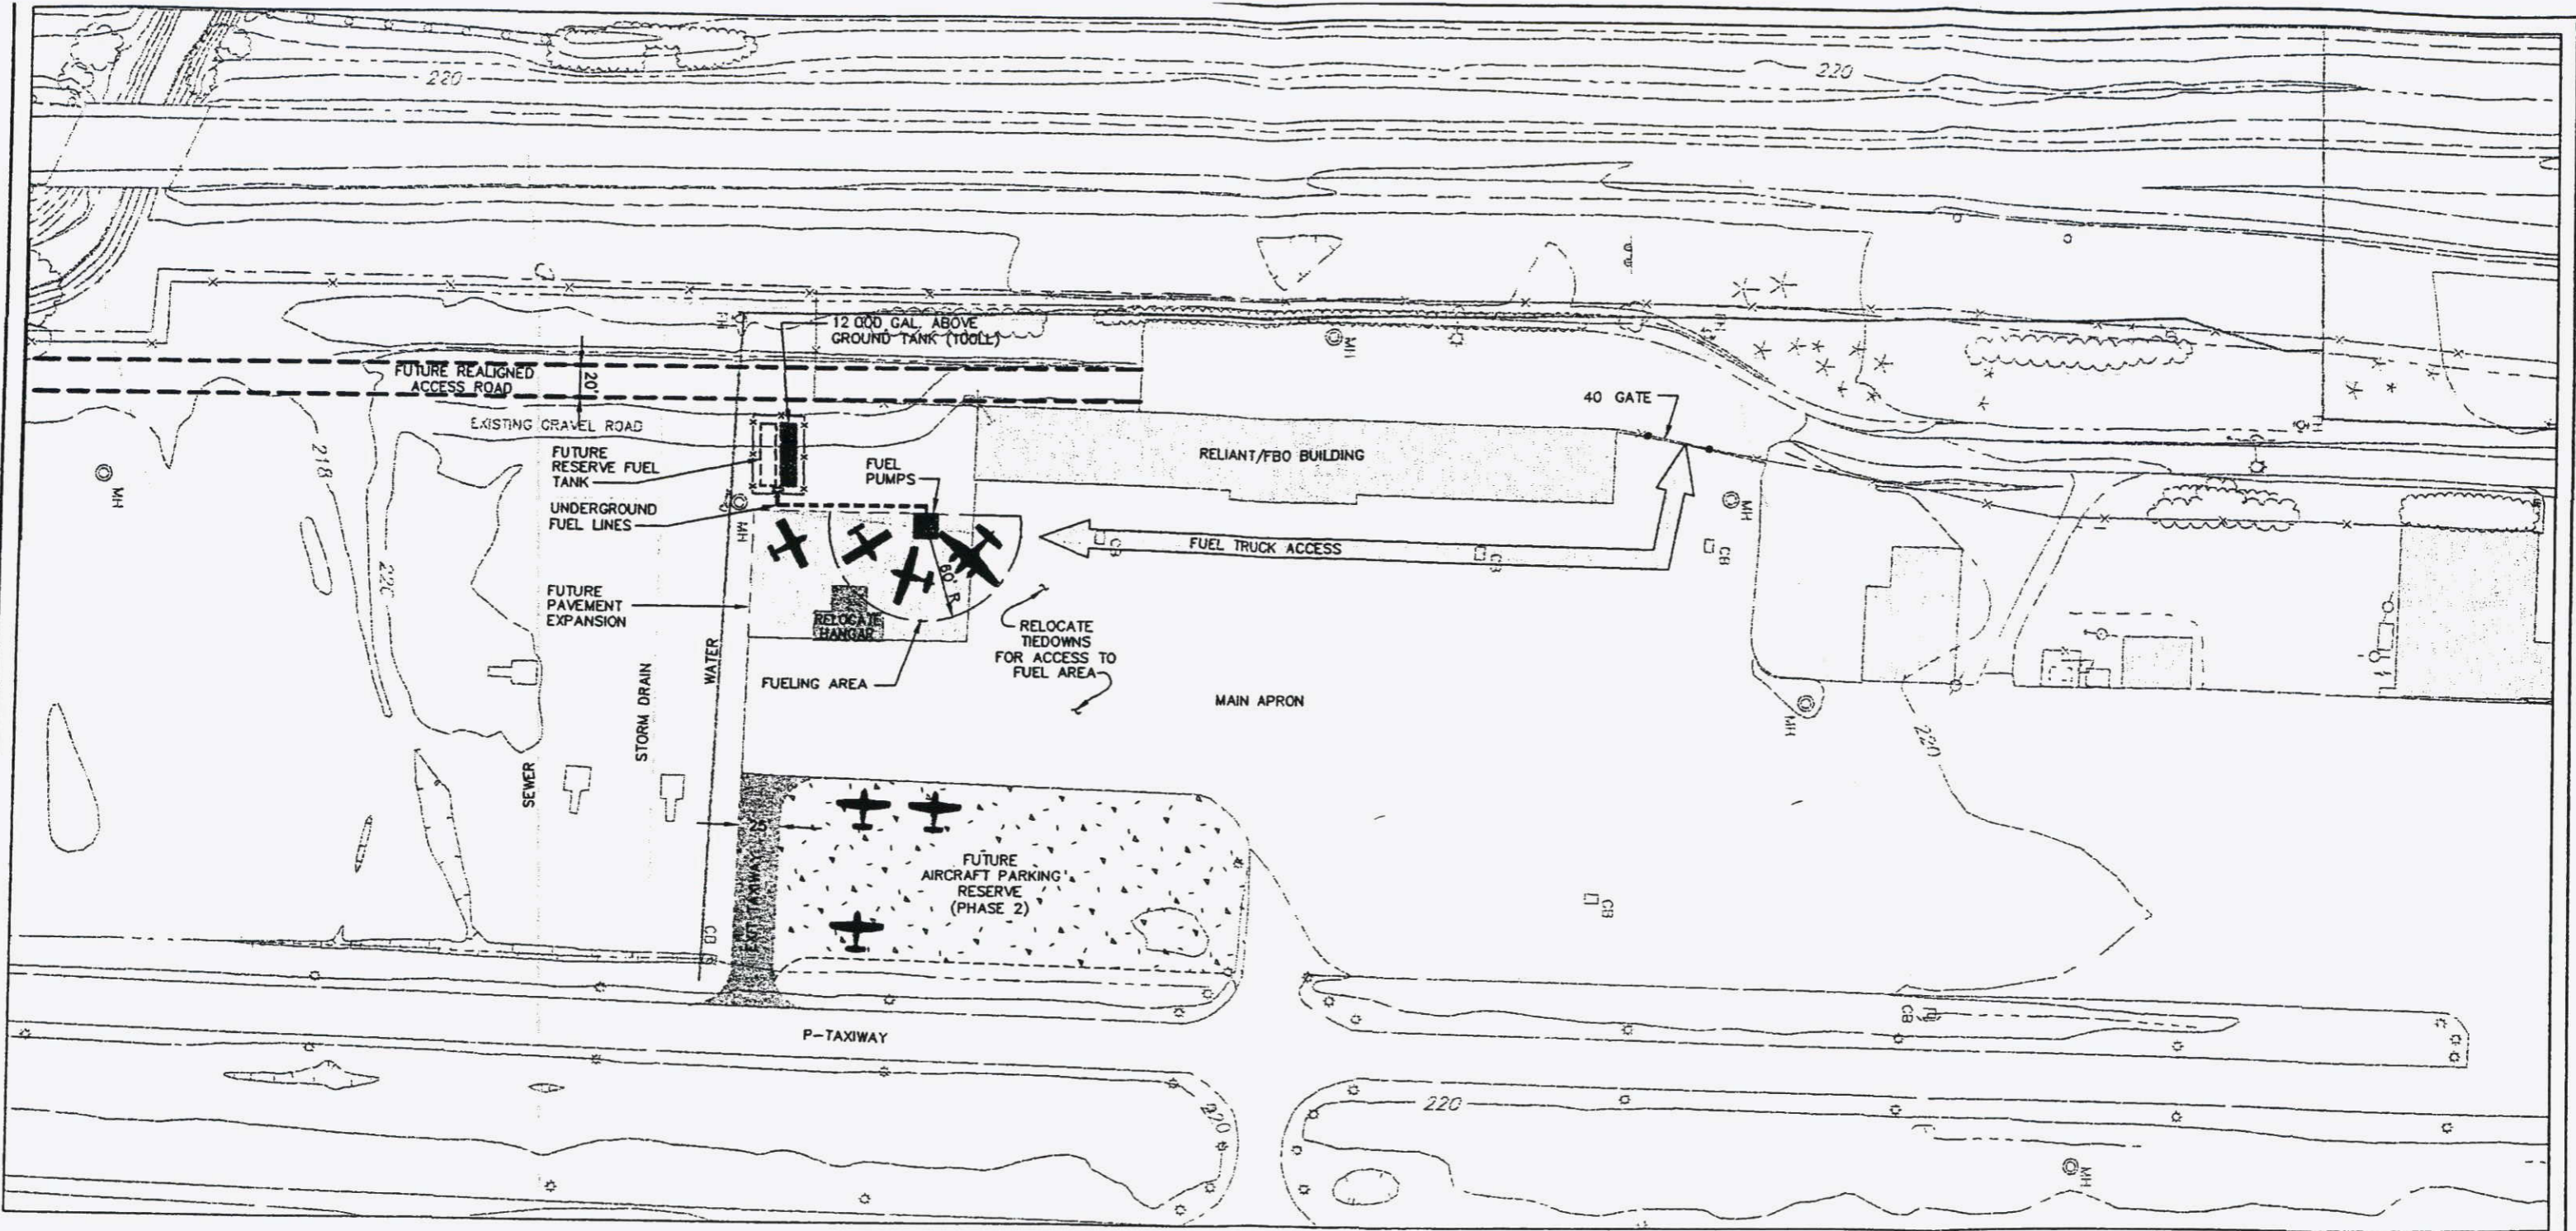 220
220
12 000 GAL. ABOVE
GROUND TANK (100LL)
FUTURE REALIGNED
ACCESS ROAD
20'
MH
40 GATE
EXISTING GRAVEL ROAD
218
FUTURE
RESERVE FUEL
TANK
FUEL
PUMPS
RELIANT/FBO BUILDING
MH
MH
UNDERGROUND
FUEL LINES
MH
CB
FUEL TRUCK ACCESS
CB
CB
60' R
220
FUTURE
PAVEMENT
EXPANSION
RELOCATE
HANGAR
RELOCATE
TIEDOWNS
FOR ACCESS TO
FUEL AREA
WATER
STORM DRAIN
FUELING AREA
MAIN APRON
MH
220
SEWER
25'
EXIT TAXIWAY
FUTURE
AIRCRAFT PARKING
RESERVE
(PHASE 2)
CB
CB
CB
P-TAXIWAY
220
220
MH